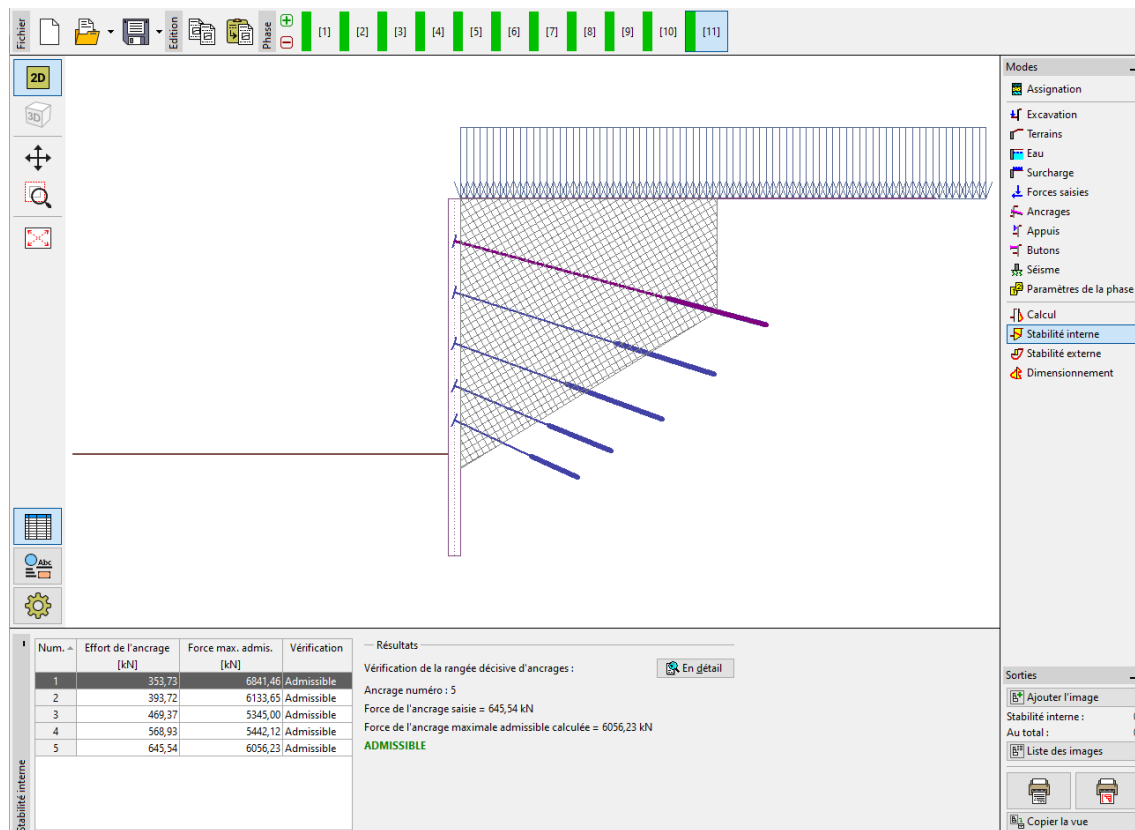 Fichier
Edition
Phase
[1] [2] [3] [4] [5] [6] [7] [8] [9] [10] [11]
2D
3D
Abc
Modes
Assignation
Excavation
Terrains
Eau
Surcharge
Forces saisies
Ancrages
Appuis
Butons
Séisme
Paramètres de la phase
Calcul
Stabilité interne
Stabilité externe
Dimensionnement
Stabilité interne
Num. Effort de l'ancrage Force max. admis. Vérification
[kN] [kN]
1 353,73 6841,46 Admissible
2 393,72 6133,65 Admissible
3 469,37 5345,00 Admissible
4 568,93 5442,12 Admissible
5 645,54 6056,23 Admissible
Résultats
Vérification de la rangée décisive d'ancrages :
En détail
Ancrage numéro : 5
Force de l'ancrage saisie = 645,54 kN
Force de l'ancrage maximale admissible calculée = 6056,23 kN
ADMISSIBLE
Sorties
Ajouter l'image
Stabilité interne :
Au total :
Liste des images
Copier la vue